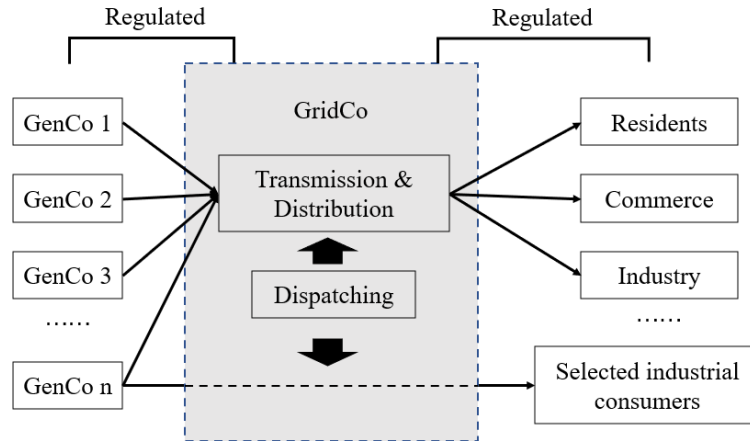 Regulated
Regulated
GridCo
GenCo 1
Residents
Transmission &
Distribution
GenCo 2
Commerce
GenCo 3
Industry
Dispatching
……
……
GenCo n
Selected industrial
consumers